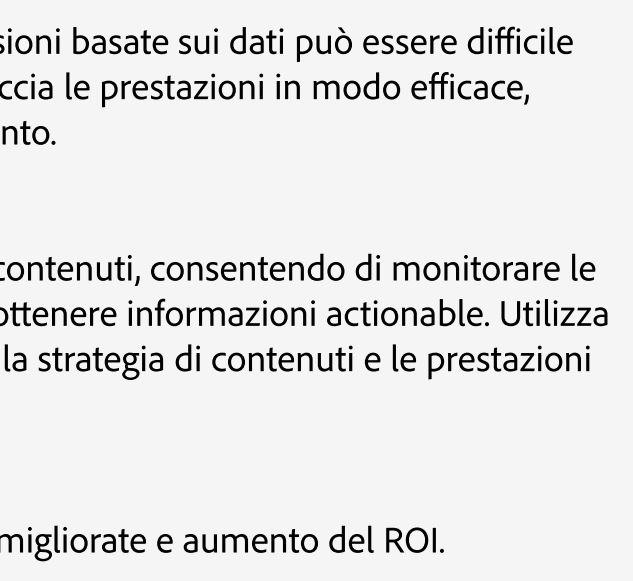 sioni basate sui dati può essere difficile
ccia le prestazioni in modo efficace,
nto.
contenuti, consentendo di monitorare le
ottenere informazioni actionable. Utilizza
la strategia di contenuti e le prestazioni
migliorate e aumento del ROI.